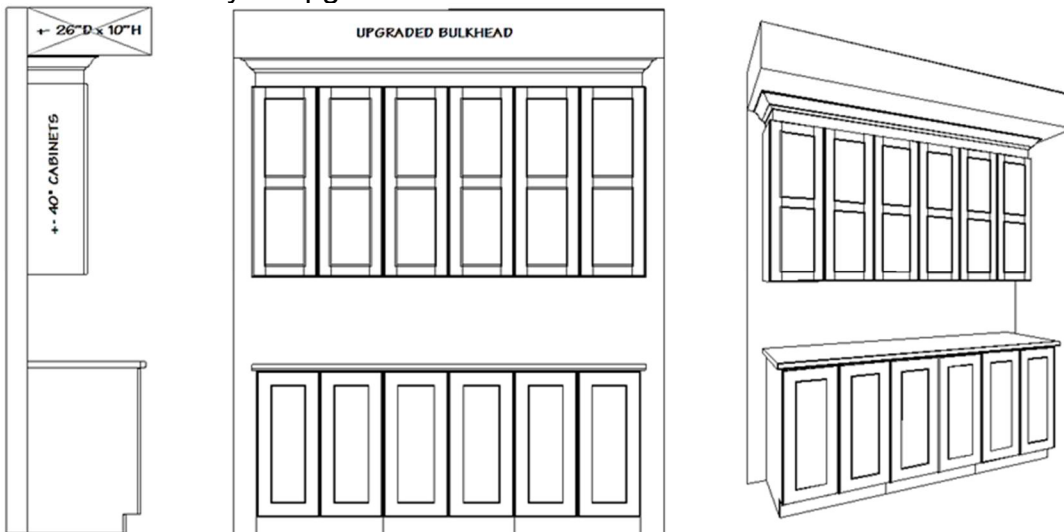 +- 26"D x 10"H
UPGRADED BULKHEAD
+- 40" CABINETS